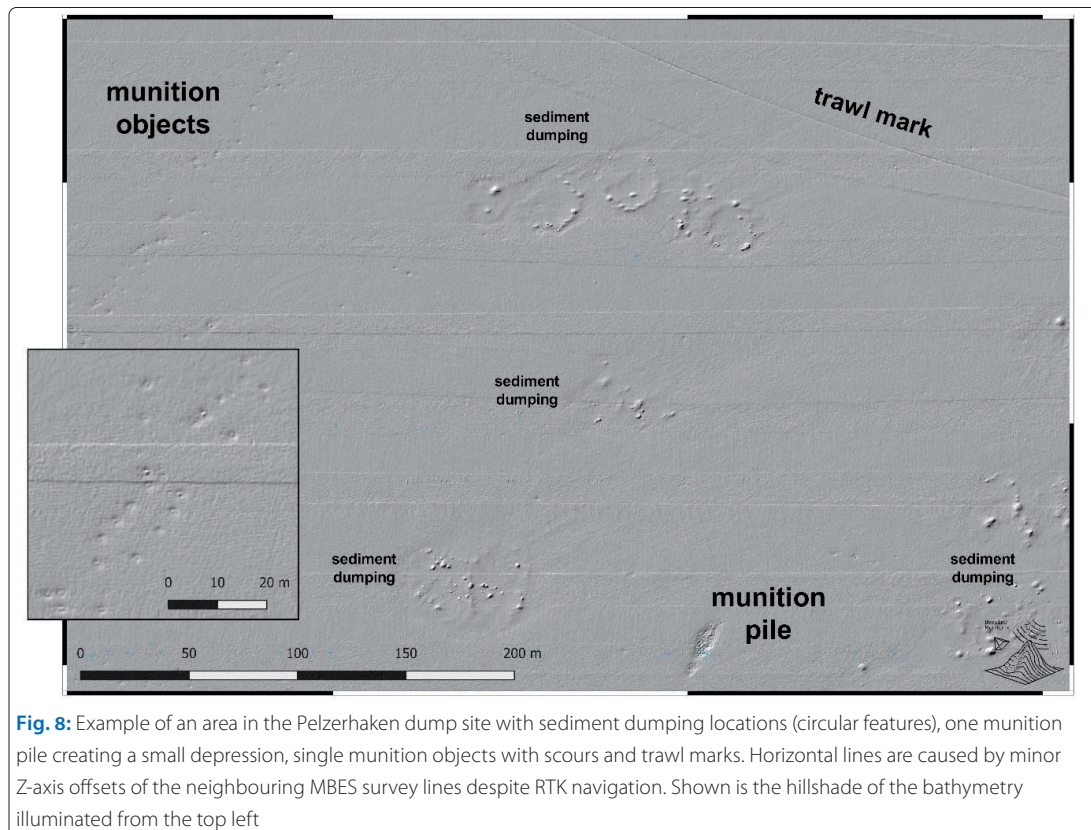 munition
objects
sediment
dumping
trawl mark
sediment
dumping
0 10 20 m
sediment
dumping
munition
pile
sediment
dumping
0 50 100 150 200 m
Fig. 8: Example of an area in the Pelzerhaken dump site with sediment dumping locations (circular features), one munition
pile creating a small depression, single munition objects with scours and trawl marks. Horizontal lines are caused by minor
Z-axis offsets of the neighbouring MBES survey lines despite RTK navigation. Shown is the hillshade of the bathymetry
illuminated from the top left